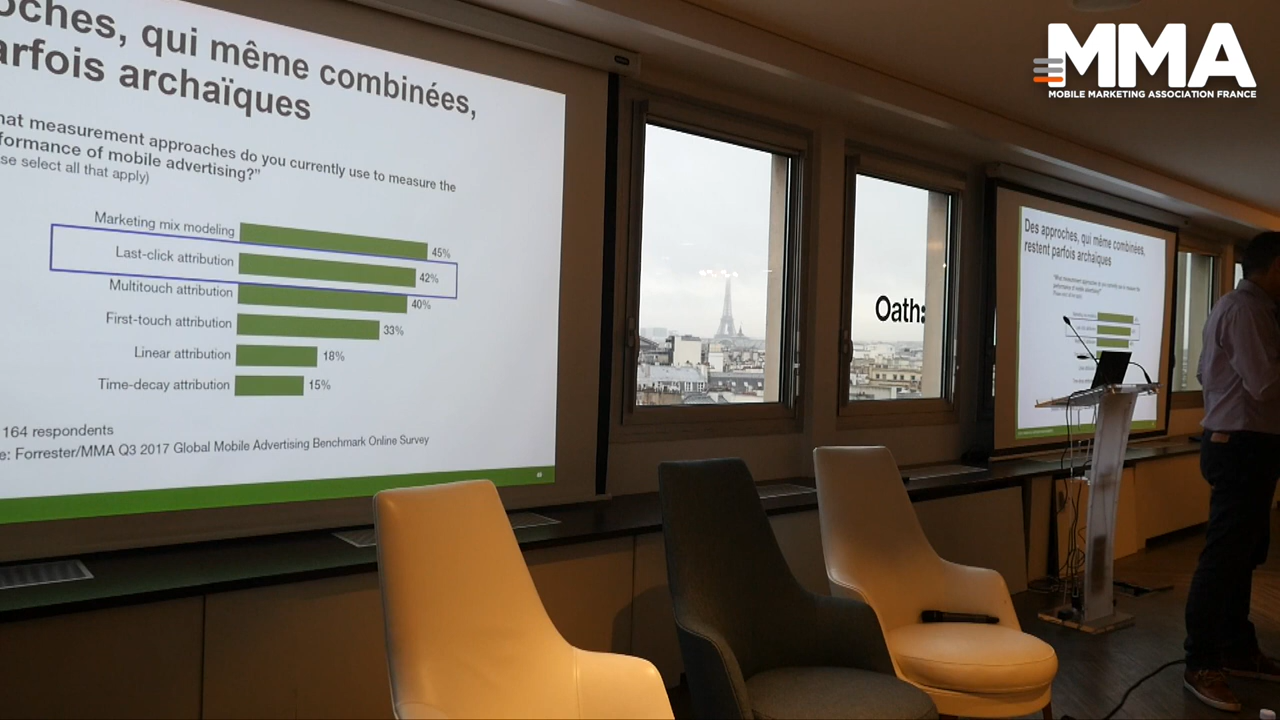 oches, qui même combinées,
arfois archaïques
hat measurement approaches do you currently use to measure the
formance of mobile advertising?”
se select all that apply)
Marketing mix modeling 45%
Last-click attribution 42%
Multitouch attribution 40%
First-touch attribution 33%
Linear attribution 18%
Time-decay attribution 15%
164 respondents
e: Forrester/MMA Q3 2017 Global Mobile Advertising Benchmark Online Survey
MMA
MOBILE MARKETING ASSOCIATION FRANCE
Oath:
Des approches, qui même combinées,
restent parfois archaïques